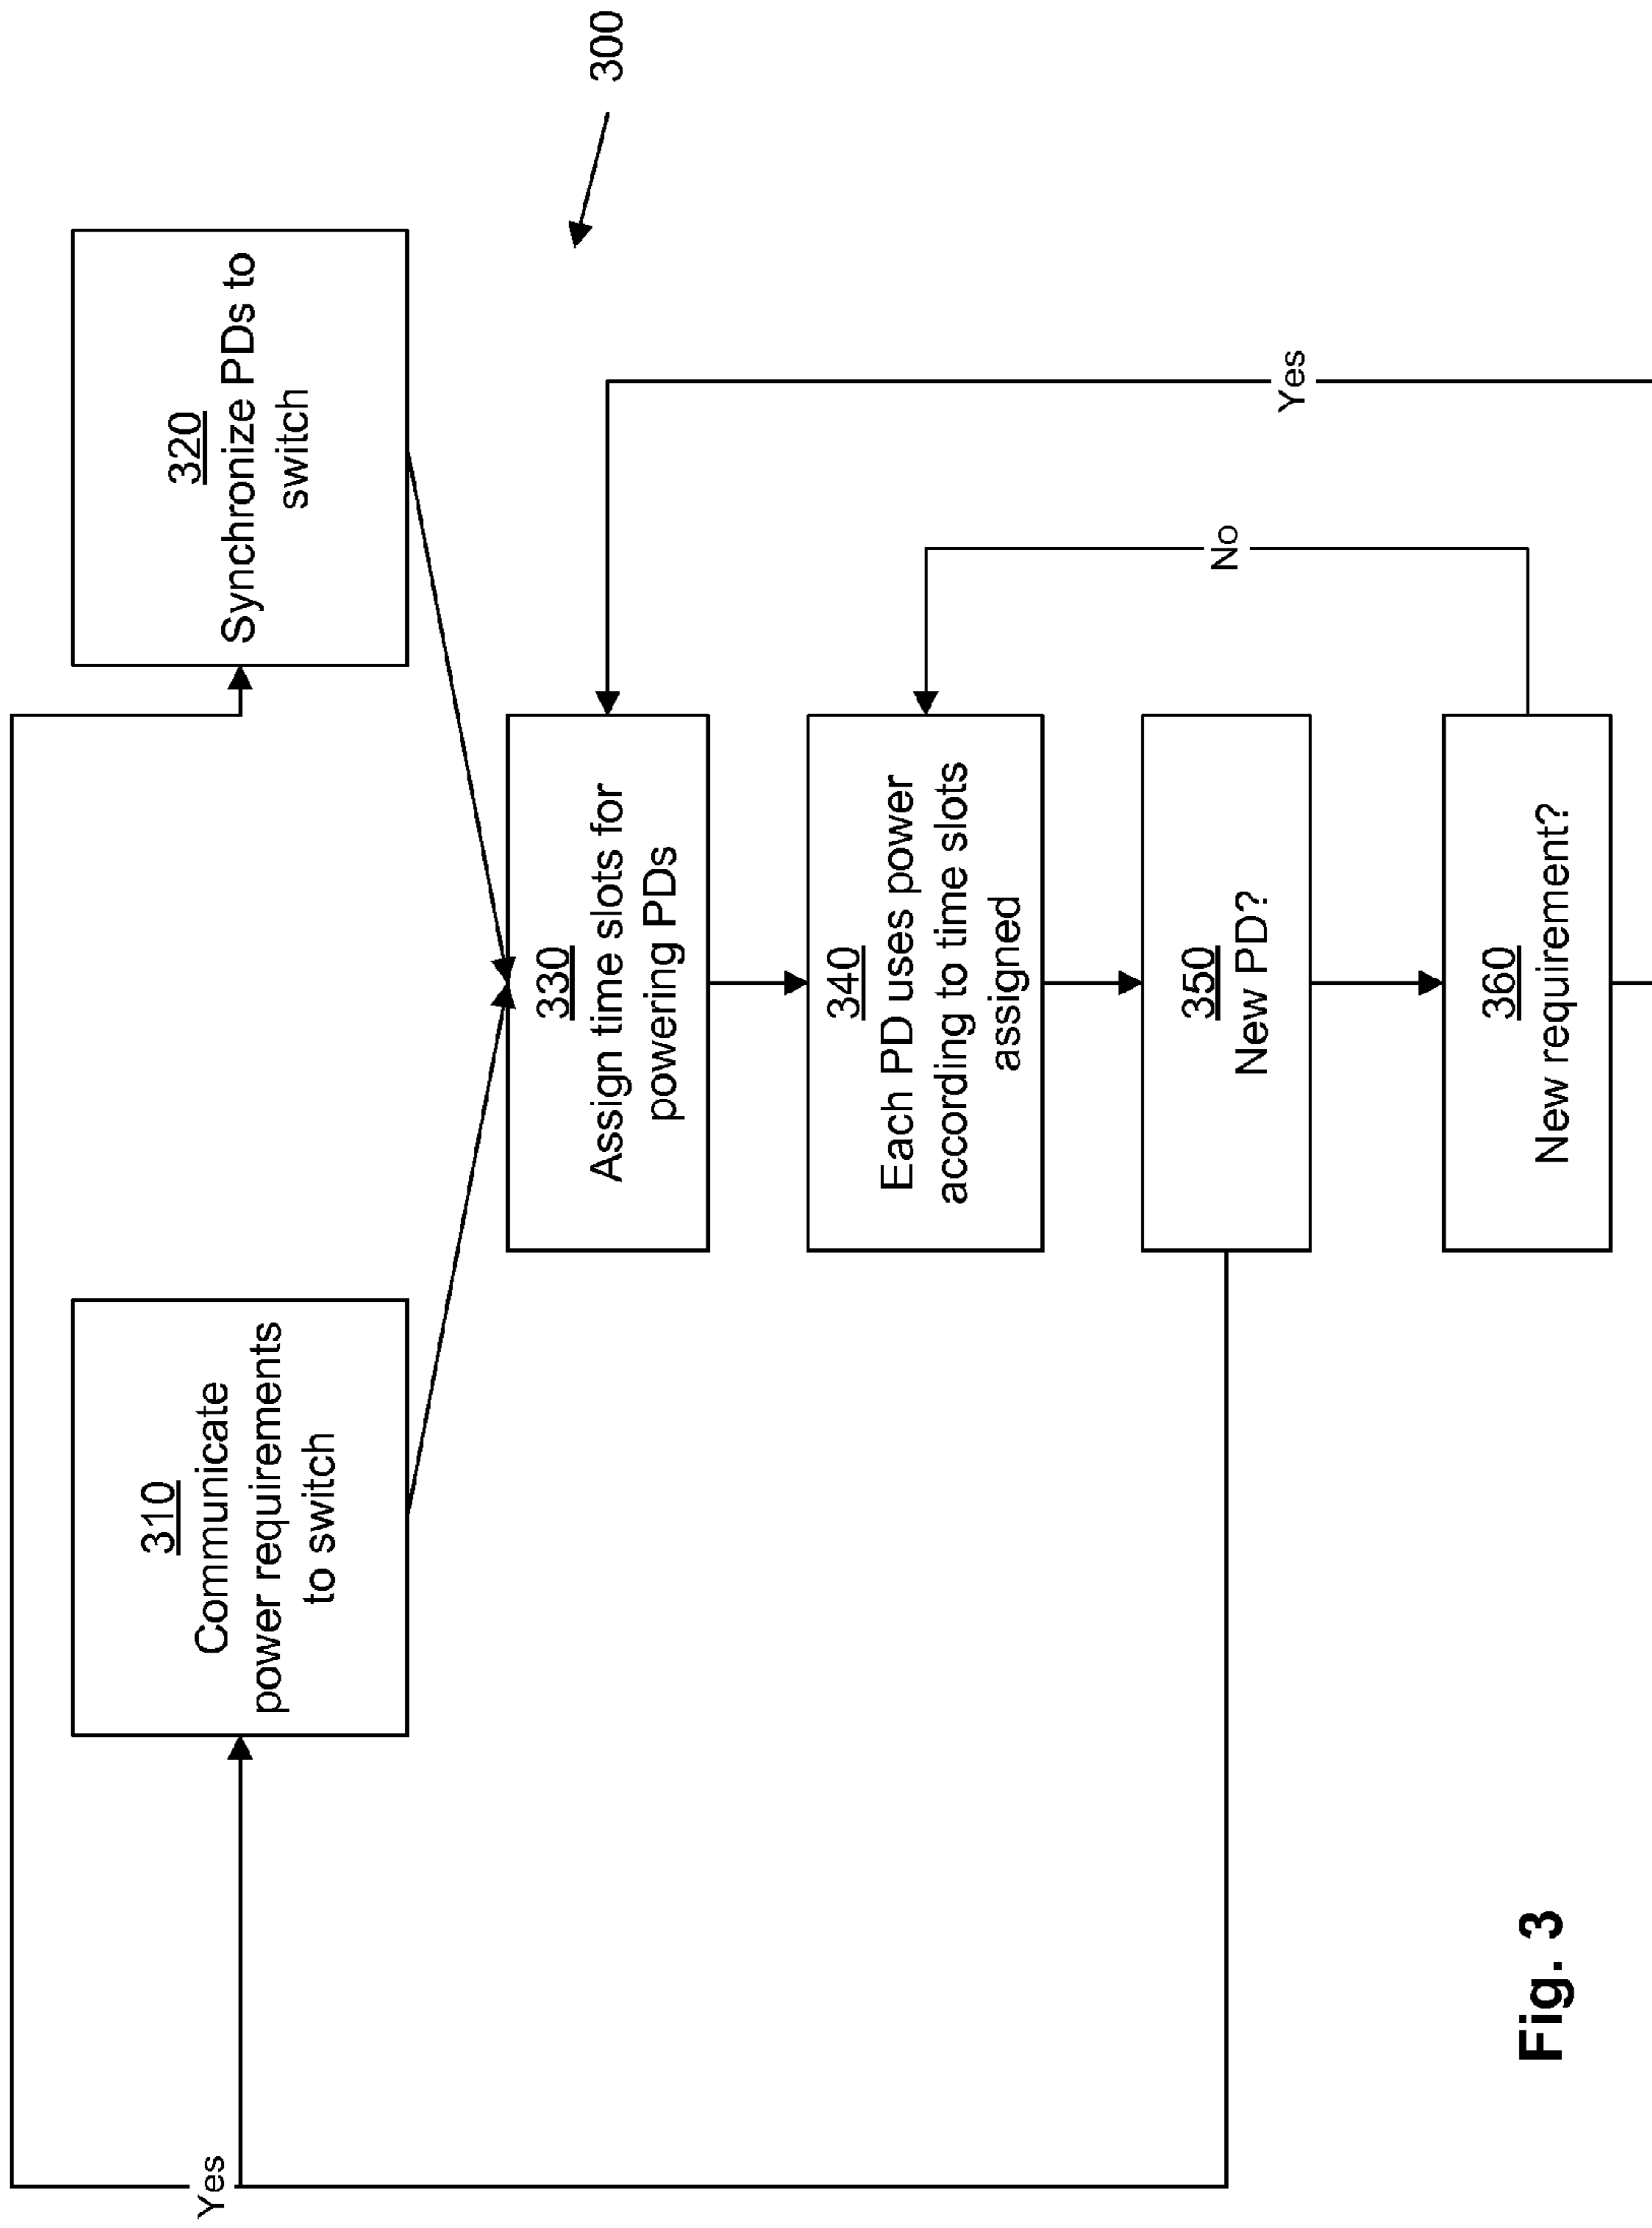 310
Communicate
power requirements
to switch
320
Synchronize PDs to
switch
300
330
Assign time slots for
powering PDs
340
Each PD uses power
according to time slots
assigned
350
New PD?
360
New requirement?
Yes
No
Yes
Fig. 3